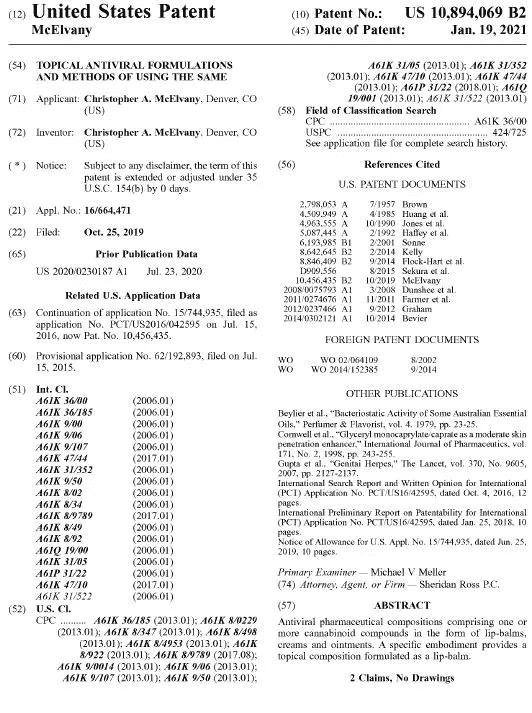 (12) United States Patent
McElvany
(10) Patent No.: US 10,894,069 B2
(45) Date of Patent: Jan. 19, 2021
(54) TOPICAL ANTIVIRAL FORMULATIONS
AND METHODS OF USING THE SAME
(71) Applicant: Christopher A. McElvany, Denver, CO
(US)
(72) Inventor: Christopher A. McElvany, Denver, CO
(US)
( * ) Notice: Subject to any disclaimer, the term of this
patent is extended or adjusted under 35
U.S.C. 154(b) by 0 days.
(21) Appl. No.: 16/664,471
(22) Filed: Oct. 25, 2019
(65) Prior Publication Data
US 2020/0230187 A1 Jul. 23, 2020
Related U.S. Application Data
(63) Continuation of application No. 15/744,935, filed as
application No. PCT/US2016/042595 on Jul. 15,
2016, now Pat. No. 10,456,435.
(60) Provisional application No. 62/192,893, filed on Jul.
15, 2015.
(51) Int. Cl.
A61K 36/00 (2006.01)
A61K 36/185 (2006.01)
A61K 9/00 (2006.01)
A61K 9/06 (2006.01)
A61K 9/107 (2006.01)
A61K 47/44 (2017.01)
A61K 31/352 (2006.01)
A61K 9/50 (2006.01)
A61K 8/02 (2006.01)
A61K 8/34 (2006.01)
A61K 8/9789 (2017.01)
A61K 8/49 (2006.01)
A61K 8/92 (2006.01)
A61Q 19/00 (2006.01)
A61K 31/05 (2006.01)
A61P 31/22 (2006.01)
A61K 47/10 (2017.01)
A61K 31/522 (2006.01)
(52) U.S. Cl.
CPC .......... A61K 36/185 (2013.01); A61K 8/0229
(2013.01); A61K 8/347 (2013.01); A61K 8/498
(2013.01); A61K 8/4953 (2013.01); A61K
8/922 (2013.01); A61K 8/9789 (2017.08);
A61K 9/0014 (2013.01); A61K 9/06 (2013.01);
A61K 9/107 (2013.01); A61K 9/50 (2013.01);
A61K 31/05 (2013.01); A61K 31/352
(2013.01); A61K 47/10 (2013.01); A61K 47/44
(2013.01); A61P 31/22 (2018.01); A61Q
19/001 (2013.01); A61K 31/522 (2013.01)
(58) Field of Classification Search
CPC .................................................. A61K 36/00
USPC .................................................... 424/725
See application file for complete search history.
(56) References Cited
U.S. PATENT DOCUMENTS
2,798,053 A 7/1957 Brown
4,509,949 A 4/1985 Huang et al.
4,963,555 A 10/1990 Jones et al.
5,087,445 A 2/1992 Haffey et al.
6,193,985 B1 2/2001 Sonne
8,642,645 B2 2/2014 Kelly
8,846,409 B2 9/2014 Flock-Hart et al.
D909,556 8/2015 Sekura et al.
10,456,435 B2 10/2019 McElvany
2008/0075793 A1 3/2008 Dunshee et al.
2011/0274676 A1 11/2011 Farmer et al.
2012/0237466 A1 9/2012 Graham
2014/0302121 A1 10/2014 Bevier
FOREIGN PATENT DOCUMENTS
WO WO 02/064109 8/2002
WO WO 2014/152385 9/2014
OTHER PUBLICATIONS
Beylier et al., “Bacteriostatic Activity of Some Australian Essential
Oils,” Perfumer & Flavorist, vol. 4. 1979, pp. 23-25.
Cornwell et al., “Glyceryl monocaprylate/caprate as a moderate skin
penetration enhancer,” International Journal of Pharmaceutics, vol.
171, No. 2, 1998, pp. 243-255.
Gupta et al., “Genital Herpes,” The Lancet, vol. 370, No. 9605,
2007, pp. 2127-2137.
International Search Report and Written Opinion for International
(PCT) Application No. PCT/US16/42595, dated Oct. 4, 2016, 12
pages.
International Preliminary Report on Patentability for International
(PCT) Application No. PCT/US16/42595, dated Jan. 25, 2018, 10
pages.
Notice of Allowance for U.S. Appl. No. 15/744,935, dated Jun. 25,
2019, 10 pages.
Primary Examiner — Michael V Meller
(74) Attorney, Agent, or Firm — Sheridan Ross P.C.
(57) ABSTRACT
Antiviral pharmaceutical compositions comprising one or
more cannabinoid compounds in the form of lip-balms,
creams and ointments. A specific embodiment provides a
topical composition formulated as a lip-balm.
2 Claims, No Drawings